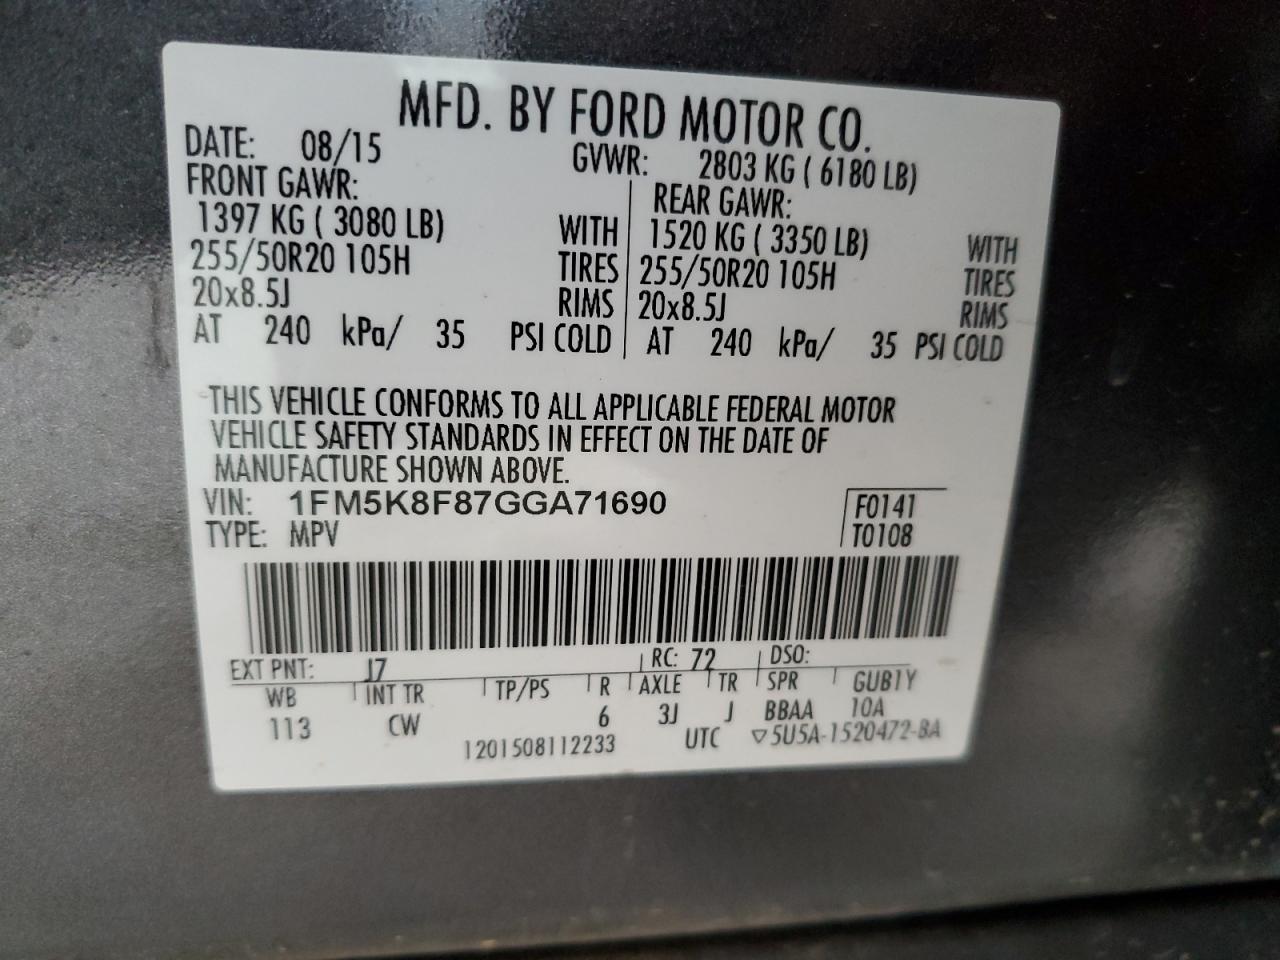 MFD. BY FORD MOTOR CO.
DATE: 08/15 GVWR: 2803 KG ( 6180 LB)
FRONT GAWR: REAR GAWR:
1397 KG ( 3080 LB) WITH 1520 KG ( 3350 LB) WITH
255/50R20 105H TIRES 255/50R20 105H TIRES
20x8.5J RIMS 20x8.5J RIMS
AT 240 kPa/ 35 PSI COLD AT 240 kPa/ 35 PSI COLD
THIS VEHICLE CONFORMS TO ALL APPLICABLE FEDERAL MOTOR
VEHICLE SAFETY STANDARDS IN EFFECT ON THE DATE OF
MANUFACTURE SHOWN ABOVE.
VIN: 1FM5K8F87GGA71690 F0141
TYPE: MPV T0108
EXT PNT: J7 RC: 72 DSO:
WB INT TR TP/PS R AXLE TR SPR GUB1Y
113 CW 6 3J J BBAA 10A
1201508112233 UTC ▽5U5A-1520472-BA